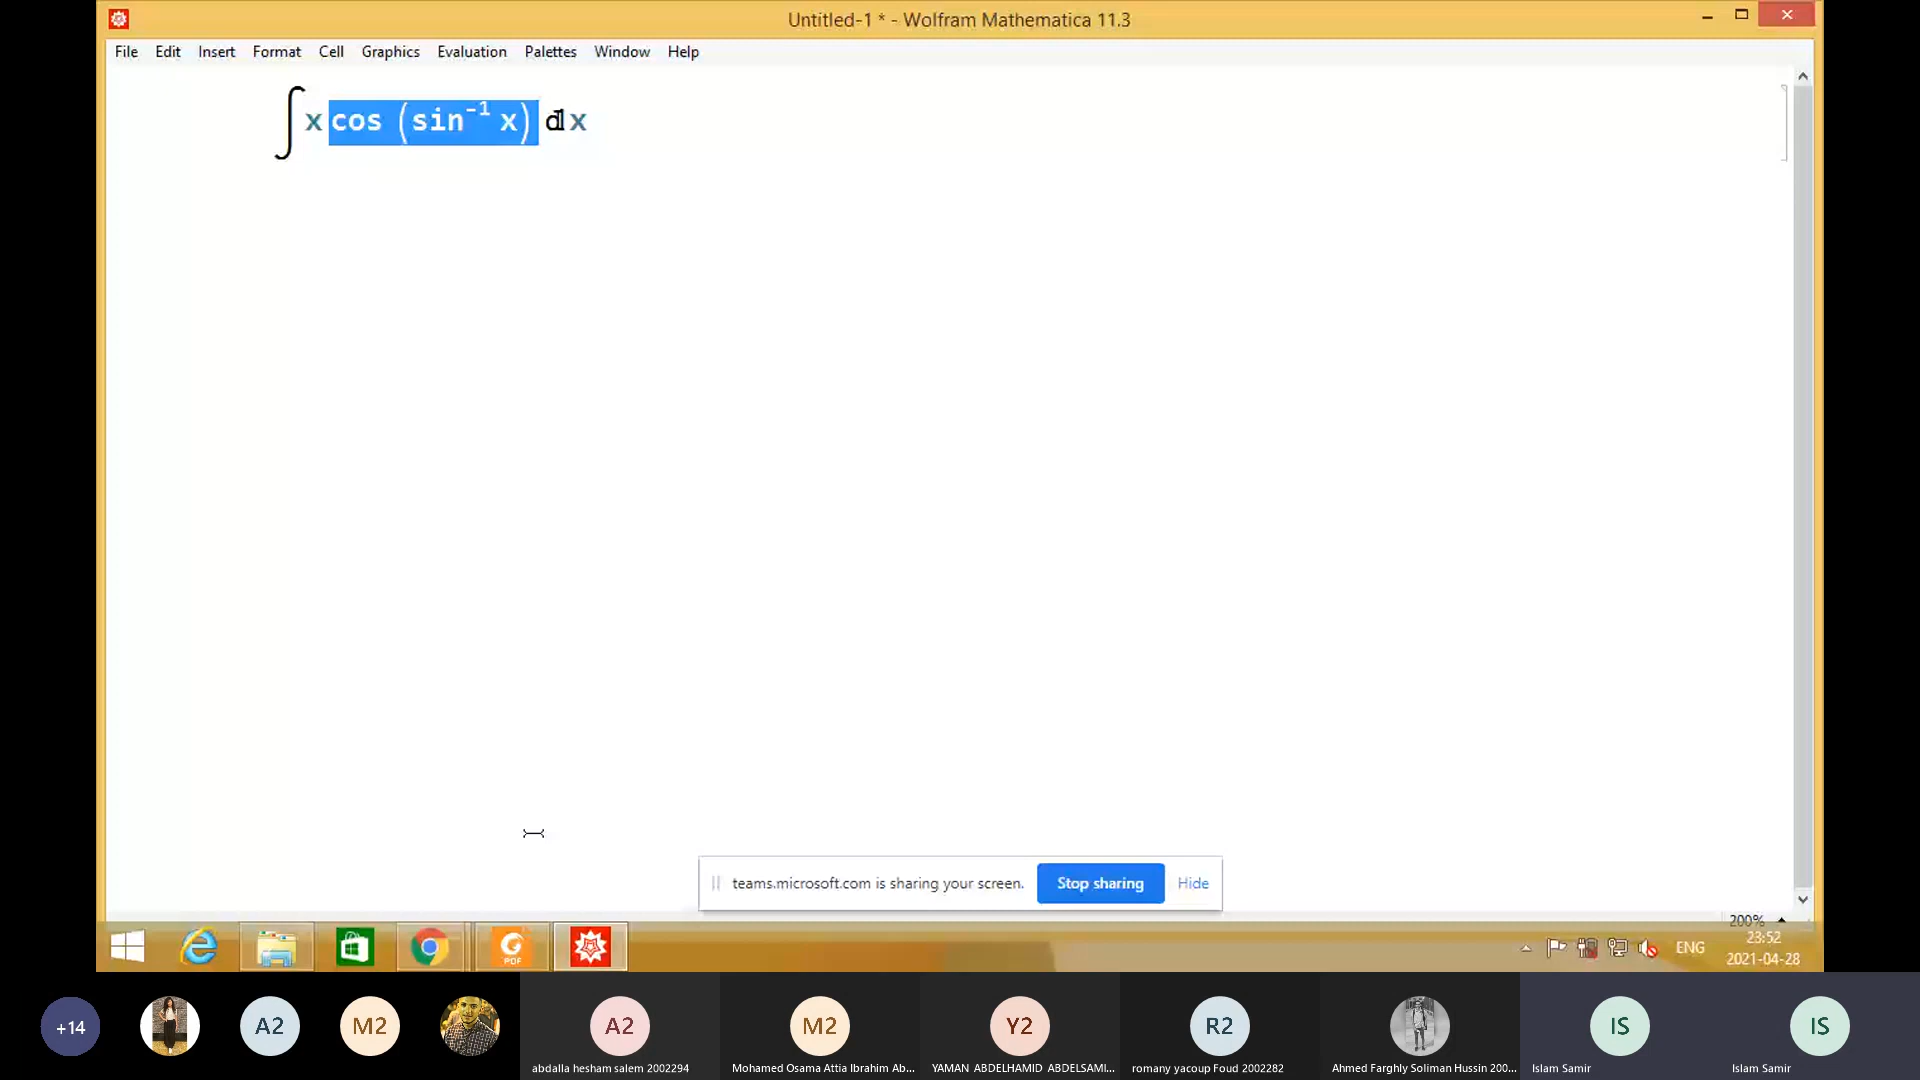 Untitled-1 * - Wolfram Mathematica 11.3
File Edit Insert Format Cell Graphics Evaluation Palettes Window Help
∫ x cos (sin⁻¹ x) ⅆx
teams.microsoft.com is sharing your screen. Stop sharing Hide
200%
PDF
ENG
23:52
2021-04-28
+14 A2 M2 A2 M2 Y2 R2 IS IS
abdalla hesham salem 2002294 Mohamed Osama Attia Ibrahim Ab... YAMAN ABDELHAMID ABDELSAMI... romany yacoup Foud 2002282 Ahmed Farghly Soliman Hussin 200... Islam Samir Islam Samir